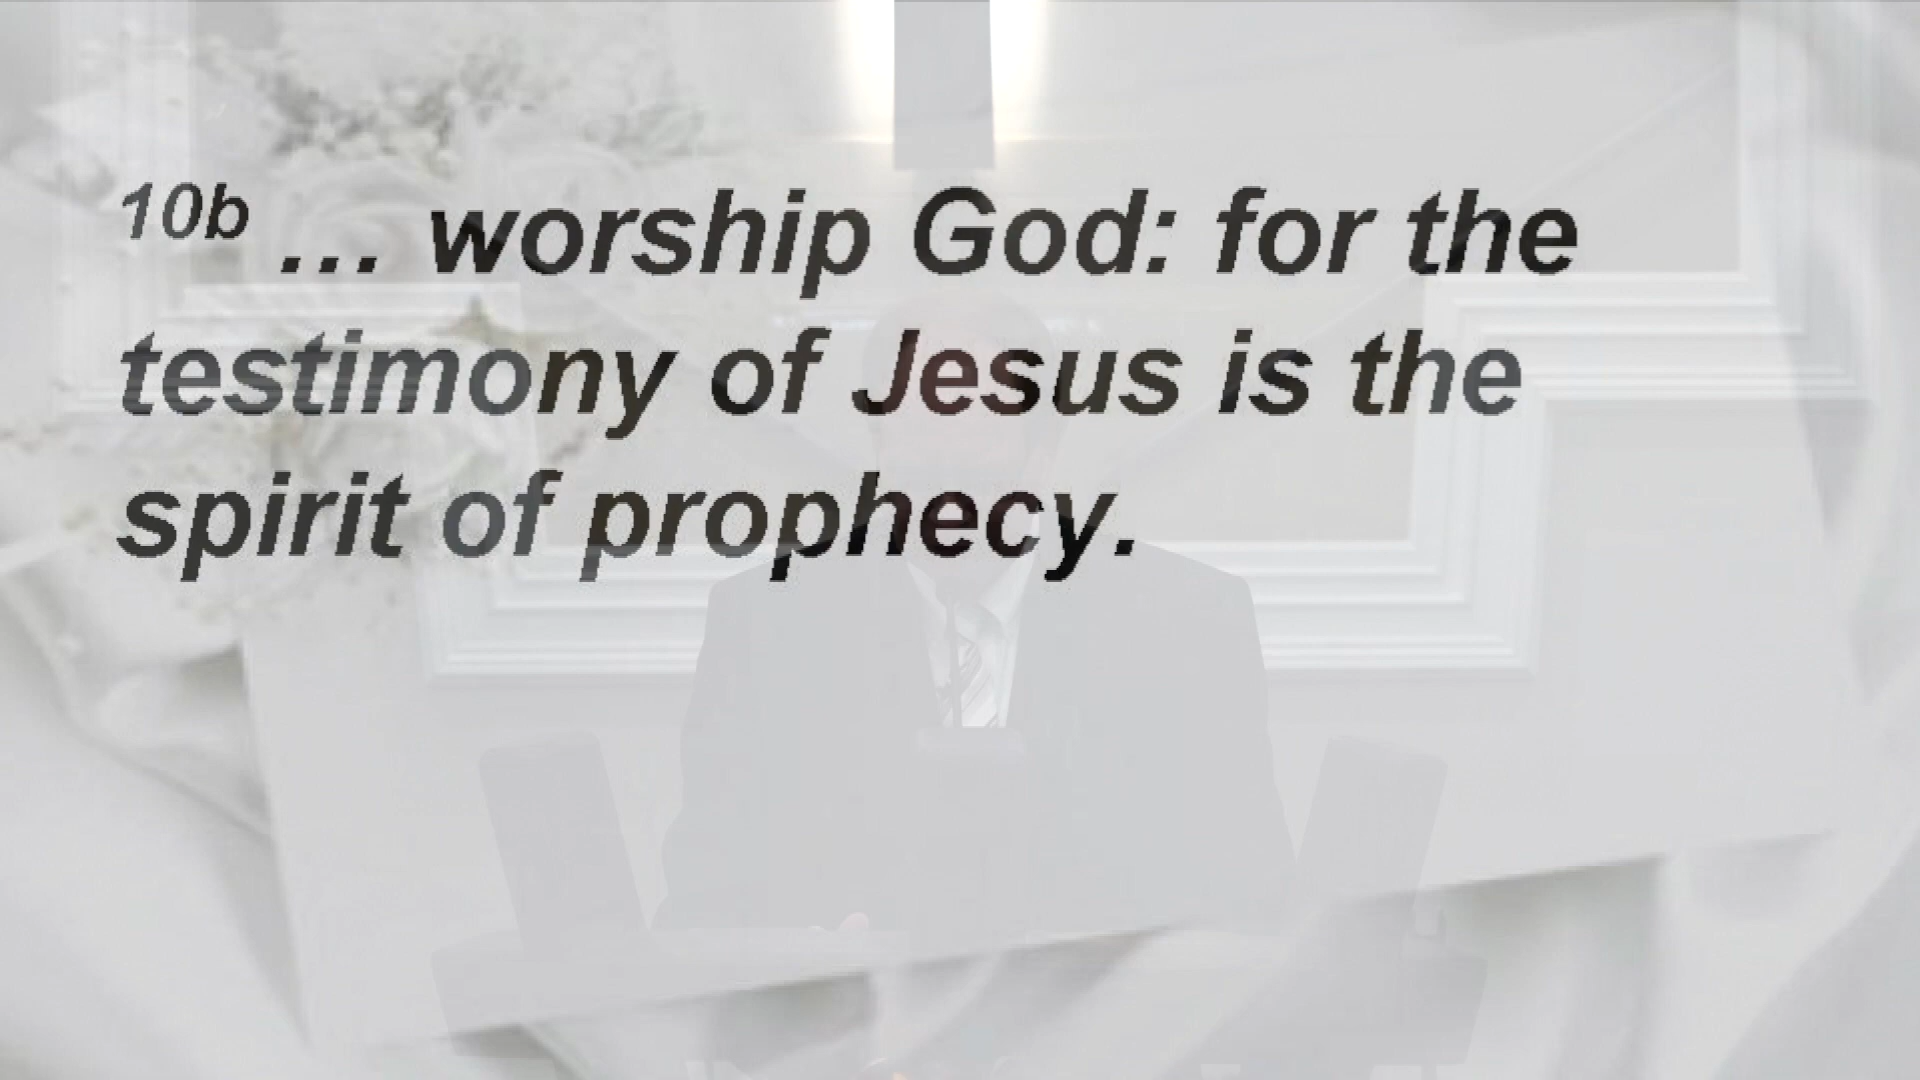 10b ... worship God: for the
testimony of Jesus is the
spirit of prophecy.